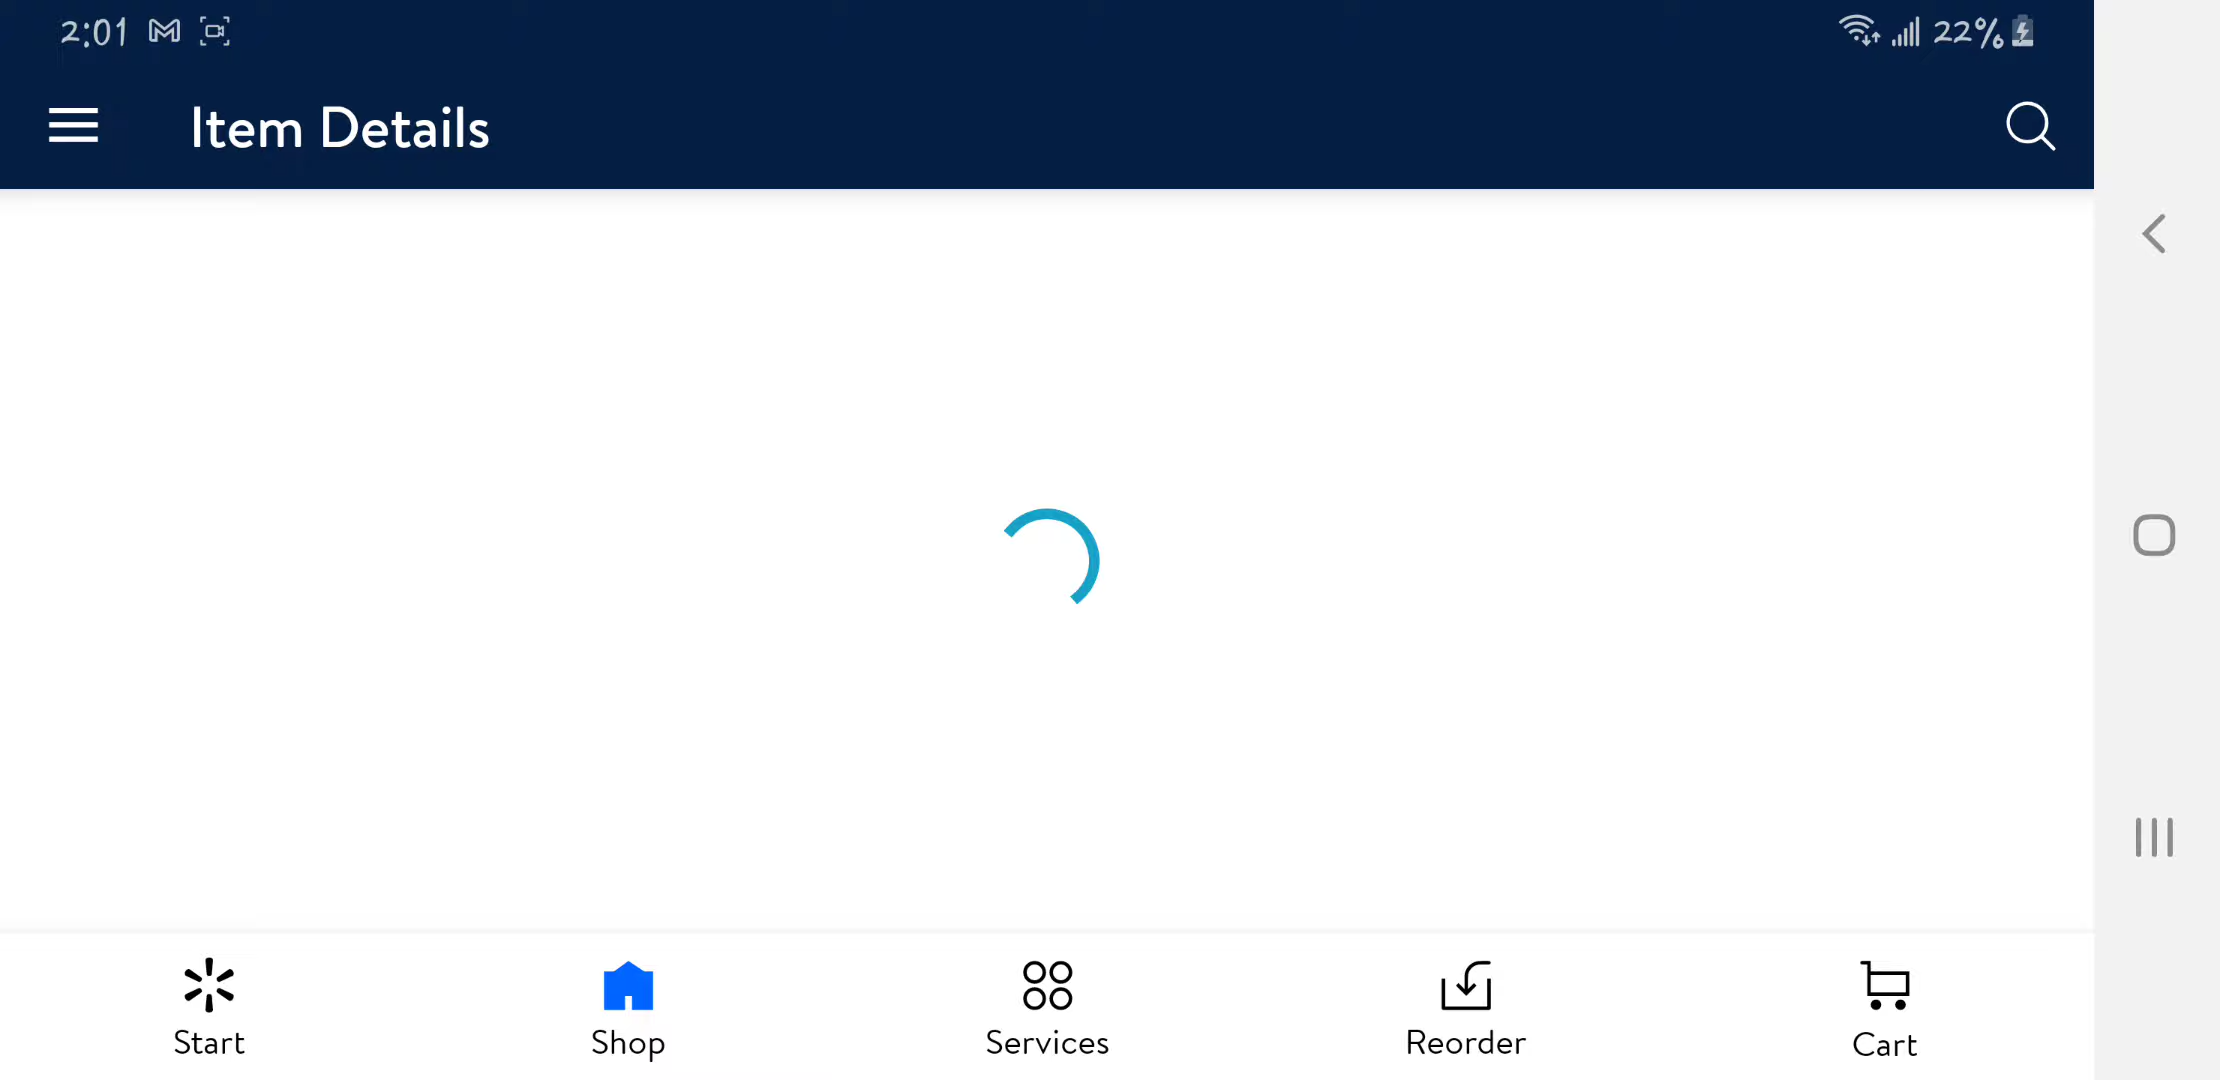 2:01
22%
Item Details
Start
Shop
Services
Reorder
Cart